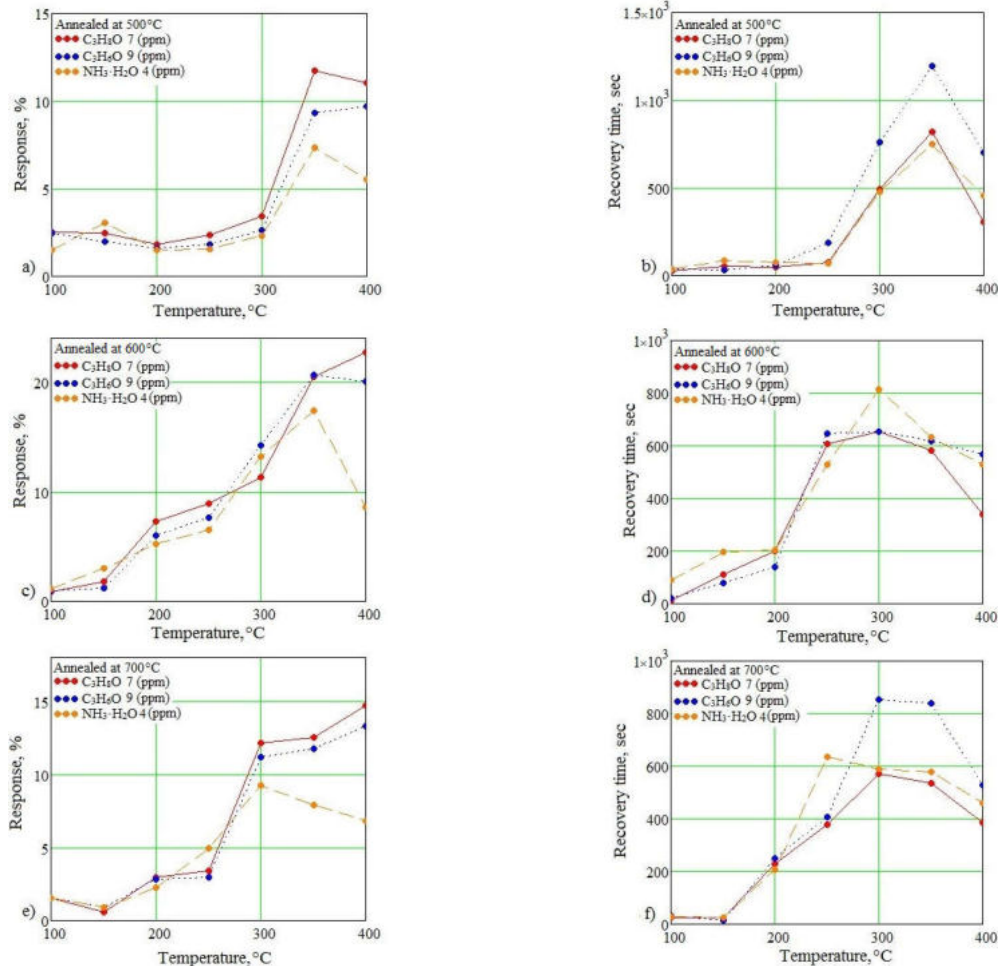 15
Annealed at 500°C
C₃H₈O 7 (ppm)
C₃H₆O 9 (ppm)
NH₃·H₂O 4 (ppm)
10
5
a)
0
100
200
300
400
Response, %
Temperature, °C
1.5×10³
Annealed at 500°C
C₃H₈O 7 (ppm)
C₃H₆O 9 (ppm)
NH₃·H₂O 4 (ppm)
1×10³
500
b)
0
100
200
300
400
Recovery time, sec
Temperature, °C
Annealed at 600°C
C₃H₈O 7 (ppm)
C₃H₆O 9 (ppm)
NH₃·H₂O 4 (ppm)
20
10
c)
0
100
200
300
400
Response, %
Temperature, °C
1×10³
Annealed at 600°C
C₃H₈O 7 (ppm)
C₃H₆O 9 (ppm)
NH₃·H₂O 4 (ppm)
800
600
400
200
d)
0
100
200
300
400
Recovery time, sec
Temperature, °C
Annealed at 700°C
C₃H₈O 7 (ppm)
C₃H₆O 9 (ppm)
NH₃·H₂O 4 (ppm)
15
10
5
e)
0
100
200
300
400
Response, %
Temperature, °C
1×10³
Annealed at 700°C
C₃H₈O 7 (ppm)
C₃H₆O 9 (ppm)
NH₃·H₂O 4 (ppm)
800
600
400
200
f)
0
100
200
300
400
Recovery time, sec
Temperature, °C